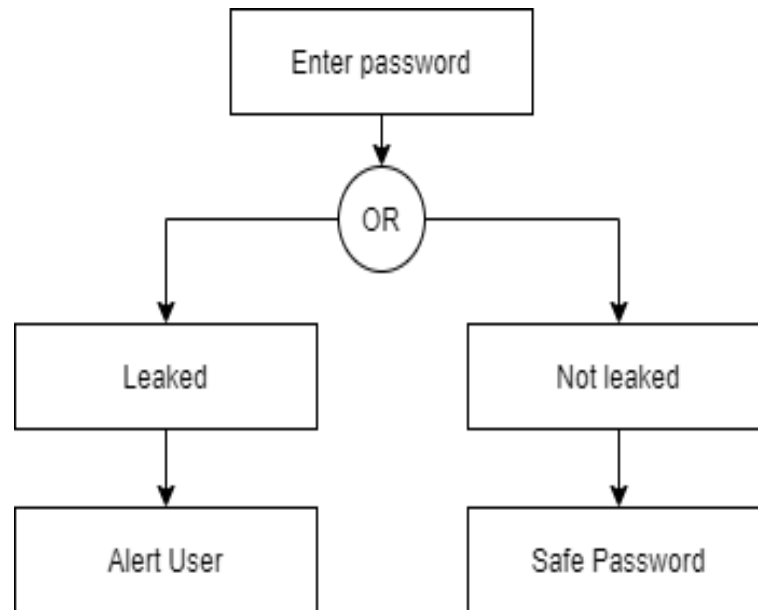 Enter password
OR
Leaked
Not leaked
Alert User
Safe Password